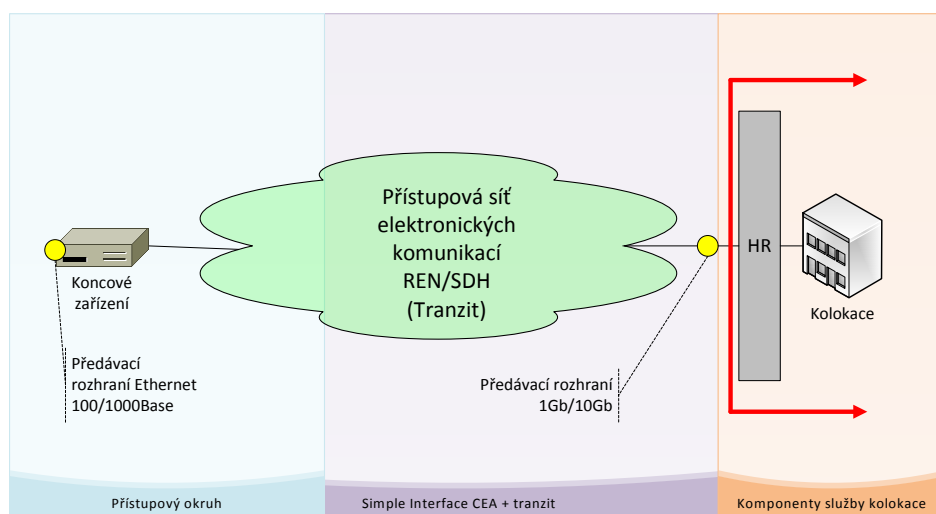 Přístupová síť
elektronických
komunikací
REN/SDH
(Tranzit)
HR
Koncové
zařízení
Kolokace
Předávací
rozhraní Ethernet
100/1000Base
Předávací rozhraní
1Gb/10Gb
Přístupový okruh
Simple Interface CEA + tranzit
Komponenty služby kolokace